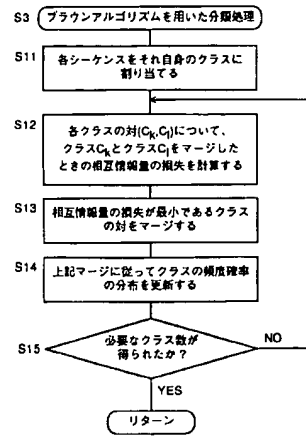 S3
ブラウンアルゴリズムを用いた分類処理
S11
各シーケンスをそれ自身のクラスに
割り当てる
S12
各クラスの対(Ck,Cl)について、
クラスCkとクラスClをマージした
ときの相互情報量の損失を計算する
S13
相互情報量の損失が最小であるクラス
の対をマージする
S14
上記マージに従ってクラスの頻度確率
の分布を更新する
S15
必要なクラス数が
得られたか？
NO
YES
リターン